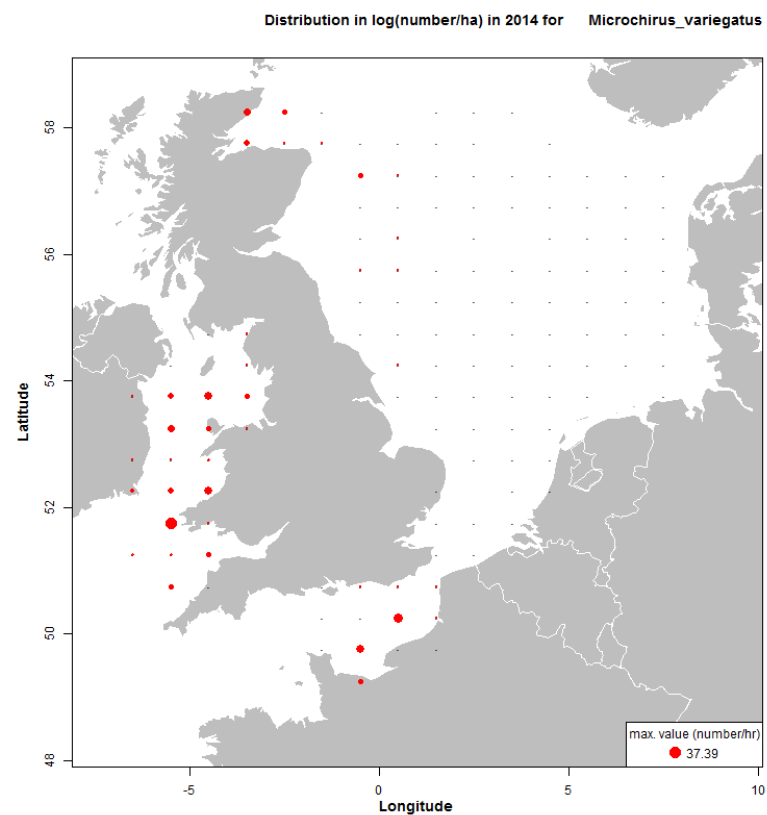 Distribution in log(number/ha) in 2014 for Microchirus_variegatus
58
56
54
52
50
48
Latitude
max. value (number/hr)
37.39
-5 0 5 10
Longitude